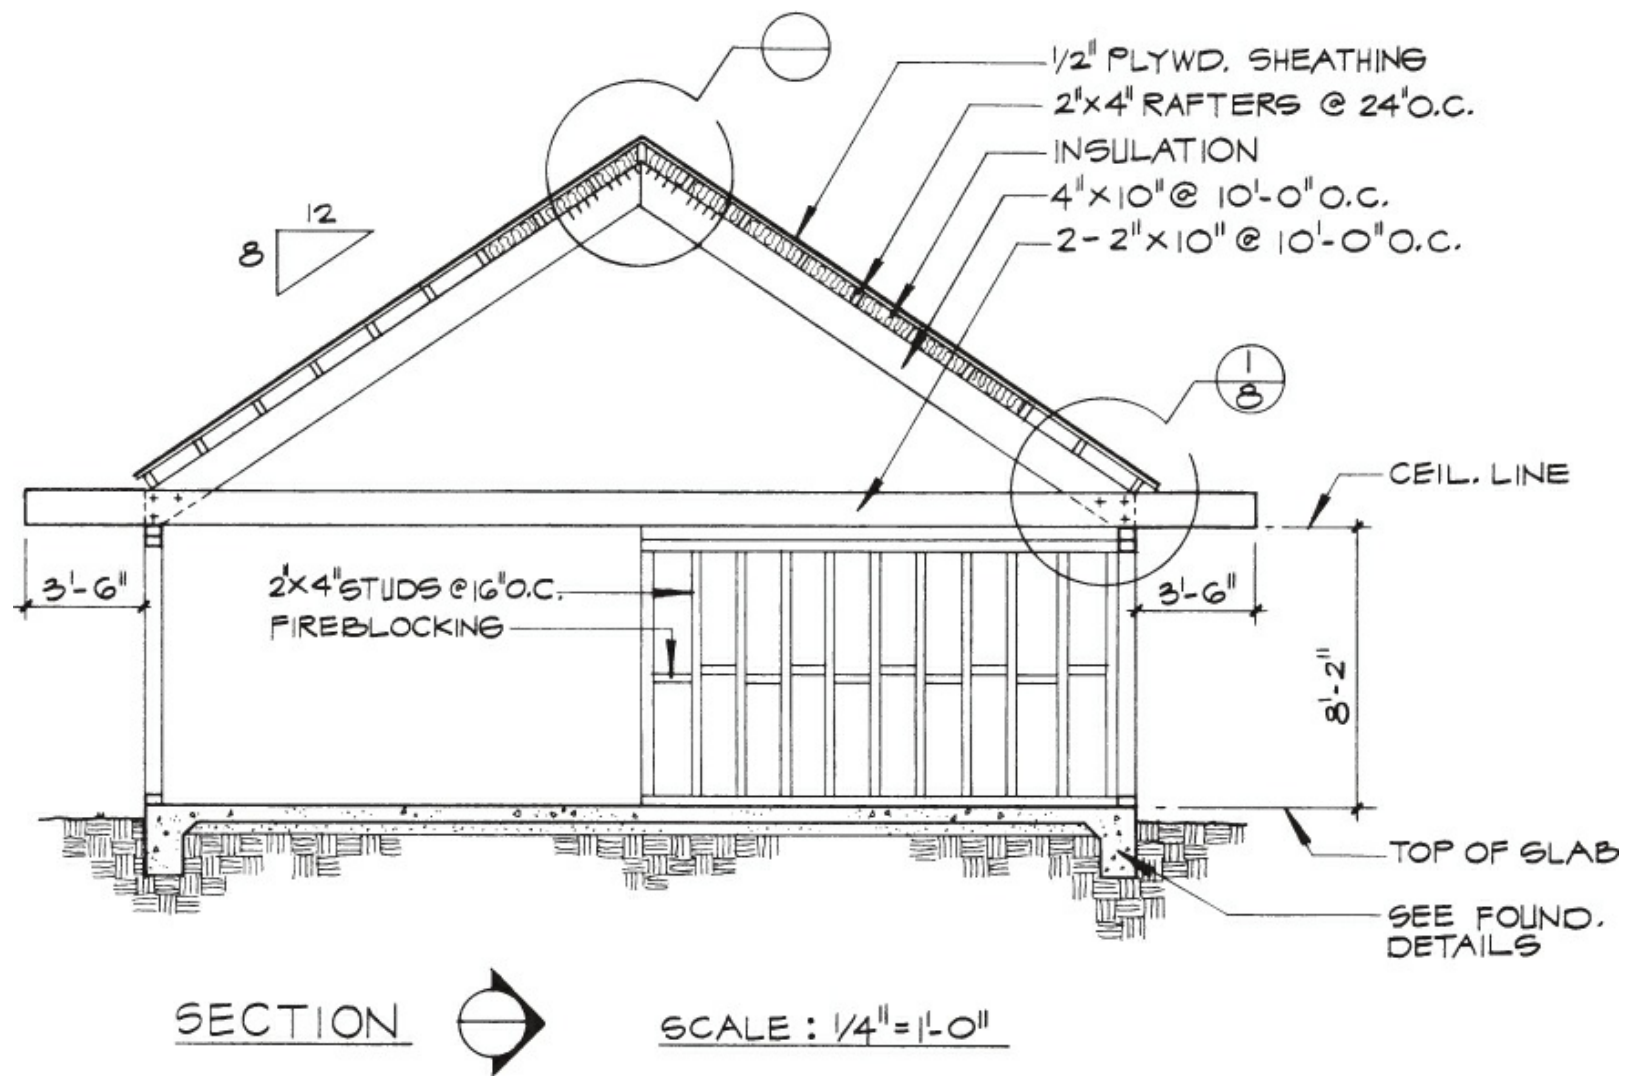 1/2" PLYWD. SHEATHING
2"x4" RAFTERS @ 24"O.C.
INSULATION
4"x10" @ 10'-0" O.C.
2-2"x10" @ 10'-0" O.C.
12
8
1
8
CEIL. LINE
3'-6"
2"x4" STUDS @ 16"O.C.
FIREBLOCKING
3'-6"
8'-2"
TOP OF SLAB
SEE FOUND.
DETAILS
SECTION
SCALE : 1/4"=1'-0"